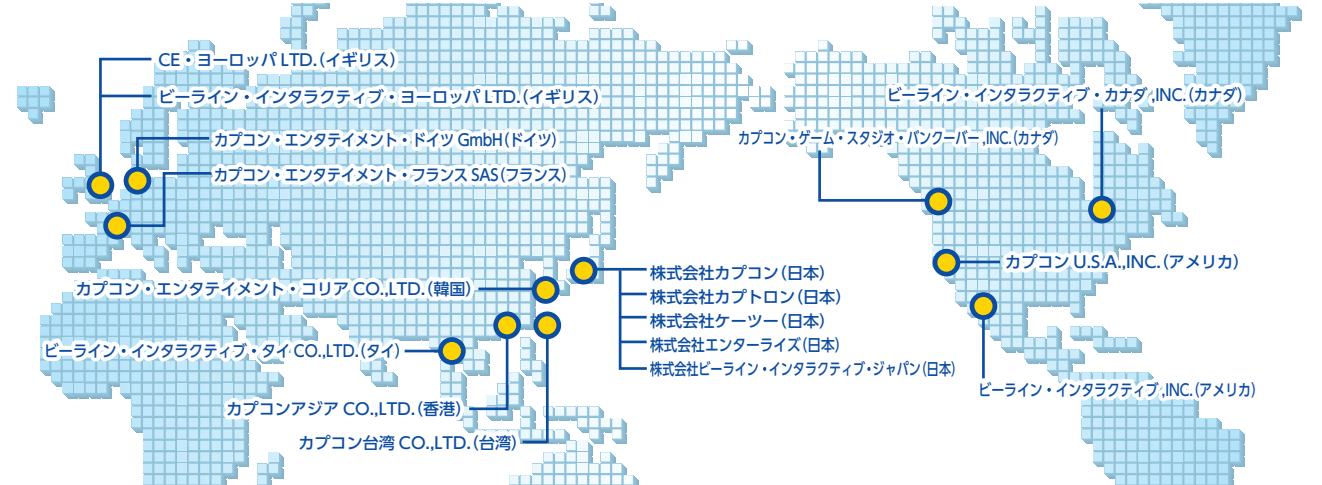 CE・ヨーロッパ LTD.(イギリス)
ビーライン・インタラクティブ・ヨーロッパ LTD.(イギリス)
カプコン・エンタテイメント・ドイツ GmbH(ドイツ)
カプコン・エンタテイメント・フランス SAS(フランス)
カプコン・エンタテイメント・コリア CO.,LTD.(韓国)
ビーライン・インタラクティブ・タイ CO.,LTD.(タイ)
カプコンアジア CO.,LTD.(香港)
カプコン台湾 CO.,LTD.(台湾)
株式会社カプコン(日本)
株式会社カプトロン(日本)
株式会社ケーツー(日本)
株式会社エンターライズ(日本)
株式会社ビーライン・インタラクティブ・ジャパン(日本)
ビーライン・インタラクティブ・カナダ,INC.(カナダ)
カプコン・ゲーム・スタジオ・バンクーバー,INC.(カナダ)
カプコン U.S.A.,INC.(アメリカ)
ビーライン・インタラクティブ,INC.(アメリカ)